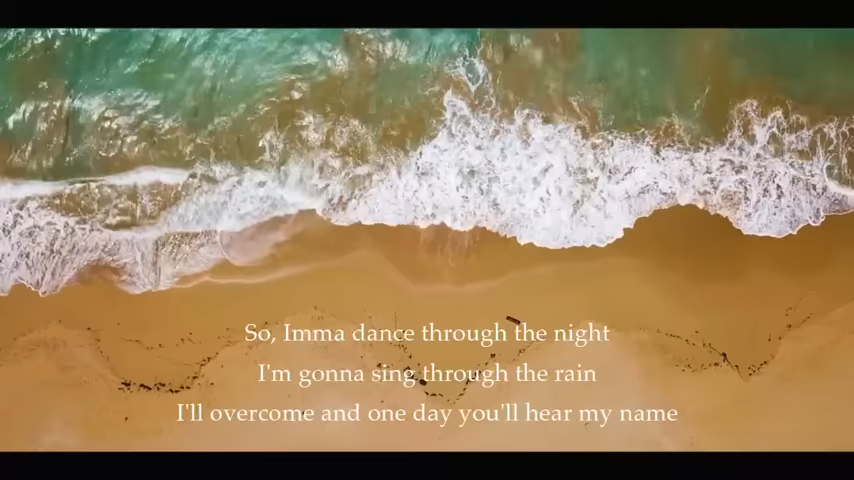 So, Imma dance through the night
I'm gonna sing through the rain
I'll overcome and one day you'll hear my name